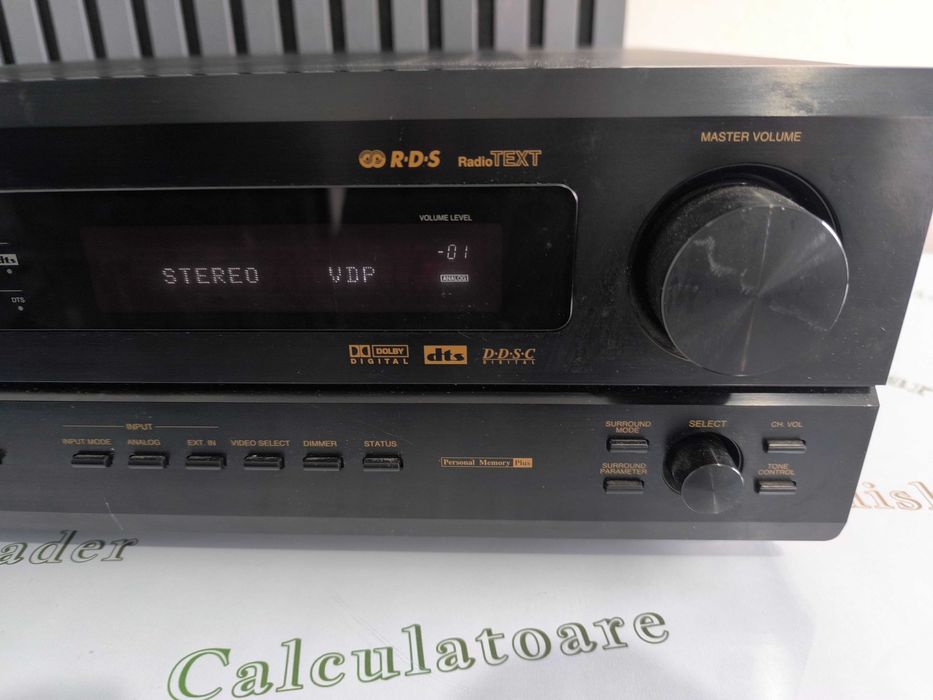 R·D·S RadioTEXT
MASTER VOLUME
VOLUME LEVEL
-01
dts
STEREO VDP
ANALOG
DTS
DOLBY
DIGITAL
dts
D·D·S·C
DIGITAL
INPUT
INPUT MODE ANALOG EXT. IN VIDEO SELECT DIMMER STATUS
Personal Memory Plus
SURROUND
MODE
SELECT
CH. VOL
SURROUND
PARAMETER
TONE
CONTROL
Calculatoare